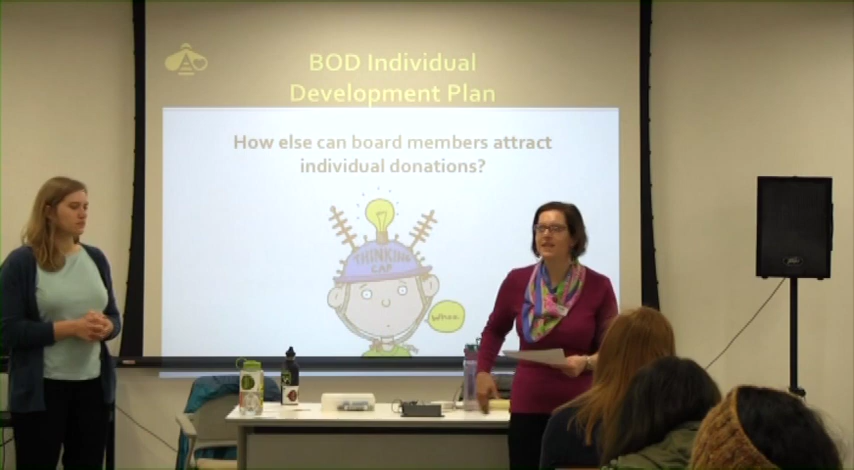 BOD Individual
Development Plan
How else can board members attract
individual donations?
THINKING
CAP